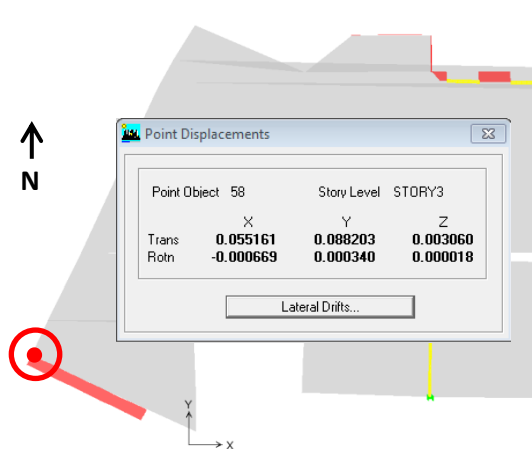 Point Displacements
N
Point Object 58 Story Level STORY3
X Y Z
Trans 0.055161 0.088203 0.003060
Rotn -0.000669 0.000340 0.000018
Lateral Drifts...
Y
X